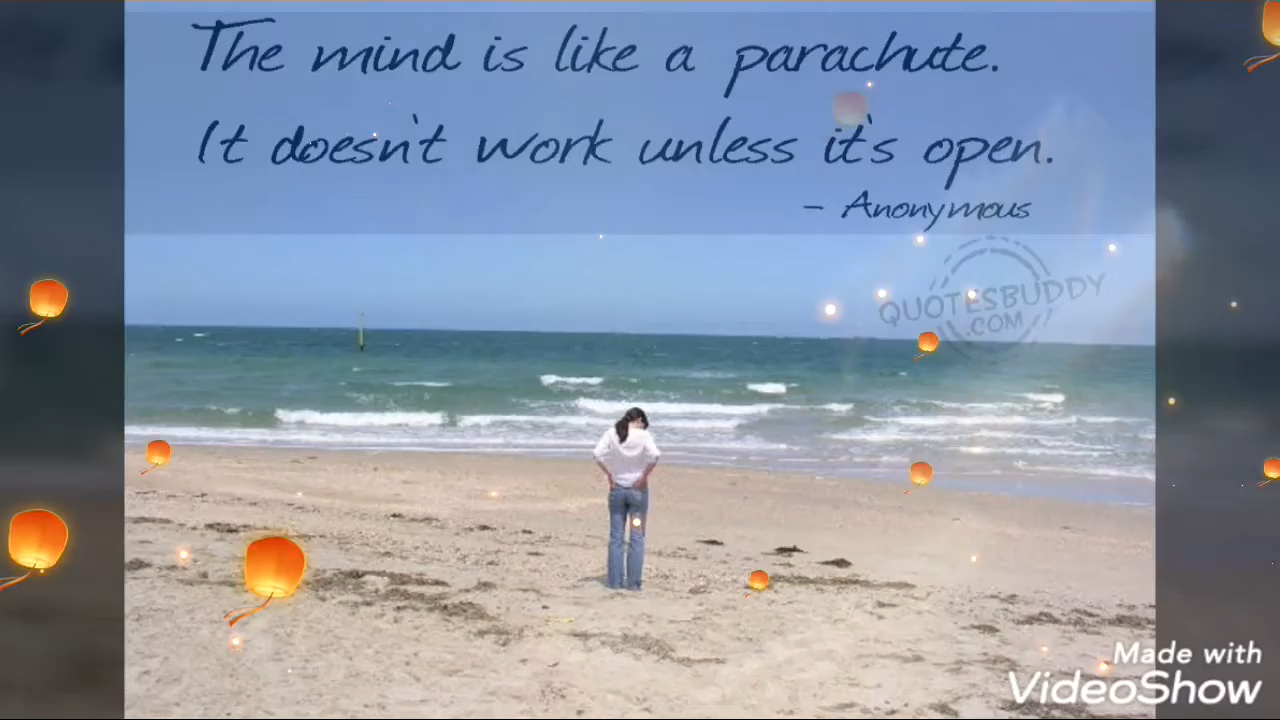 The mind is like a parachute.
It doesn't work unless it's open.
- Anonymous
QUOTESBUDDY
.COM
Made with
VideoShow